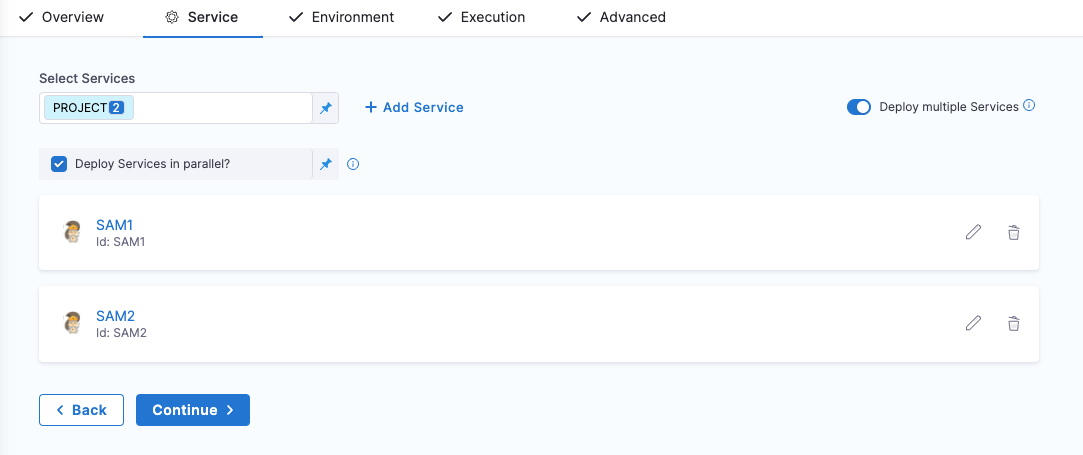 Overview Service Environment Execution Advanced
Select Services
PROJECT 2 + Add Service Deploy multiple Services
Deploy Services in parallel?
SAM1
Id: SAM1
SAM2
Id: SAM2
Back Continue